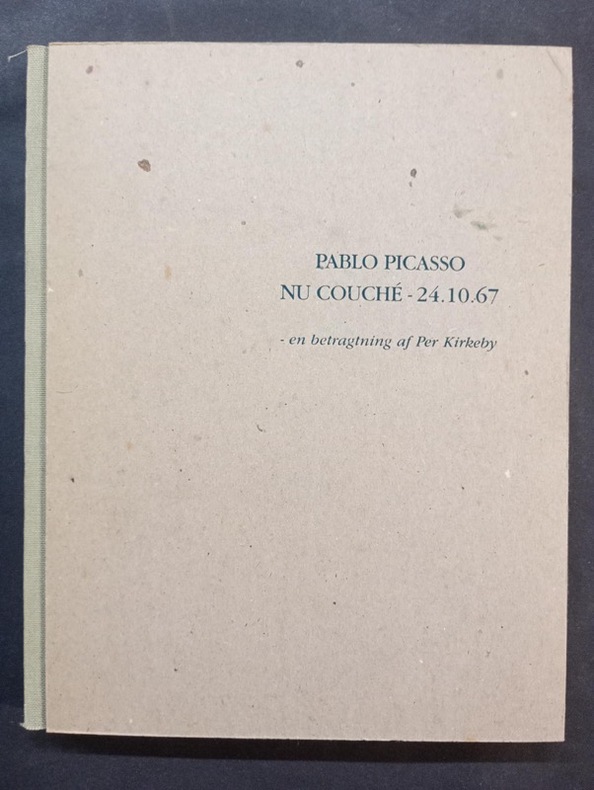 PABLO PICASSO
NU COUCHÉ - 24.10.67
- en betragtning af Per Kirkeby